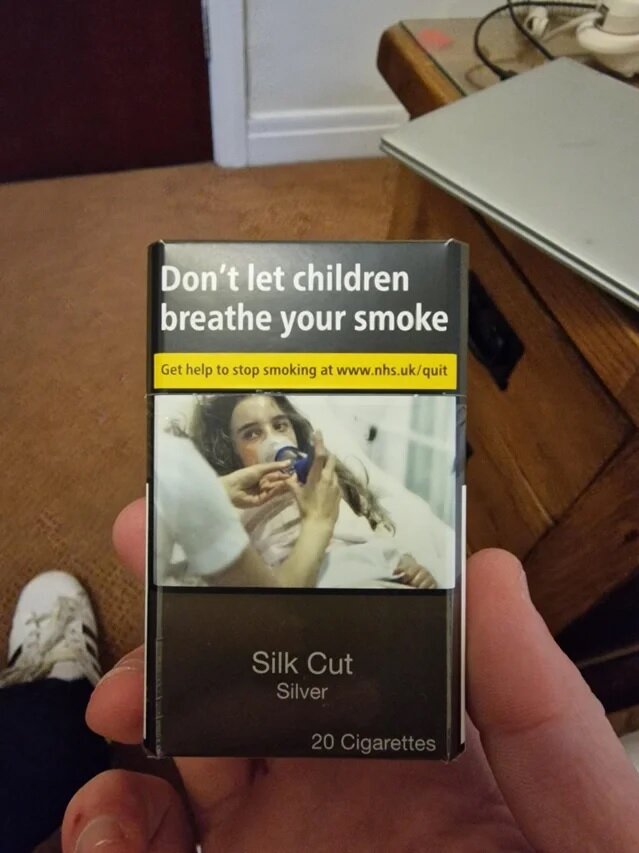 Don't let children
breathe your smoke
Get help to stop smoking at www.nhs.uk/quit
Silk Cut
Silver
20 Cigarettes